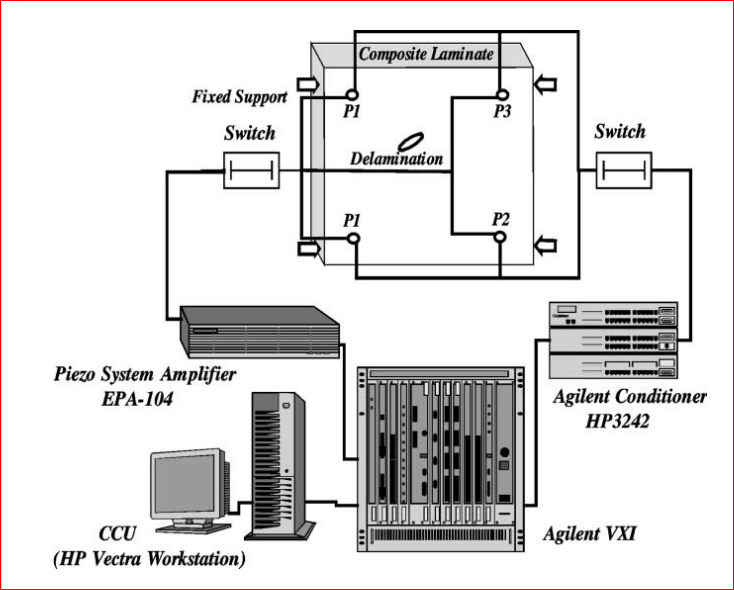 Composite Laminate
Fixed Support
P1
P3
Switch
Switch
Delamination
P1
P2
Piezo System Amplifier
EPA-104
Agilent Conditioner
HP3242
CCU
(HP Vectra Workstation)
Agilent VXI